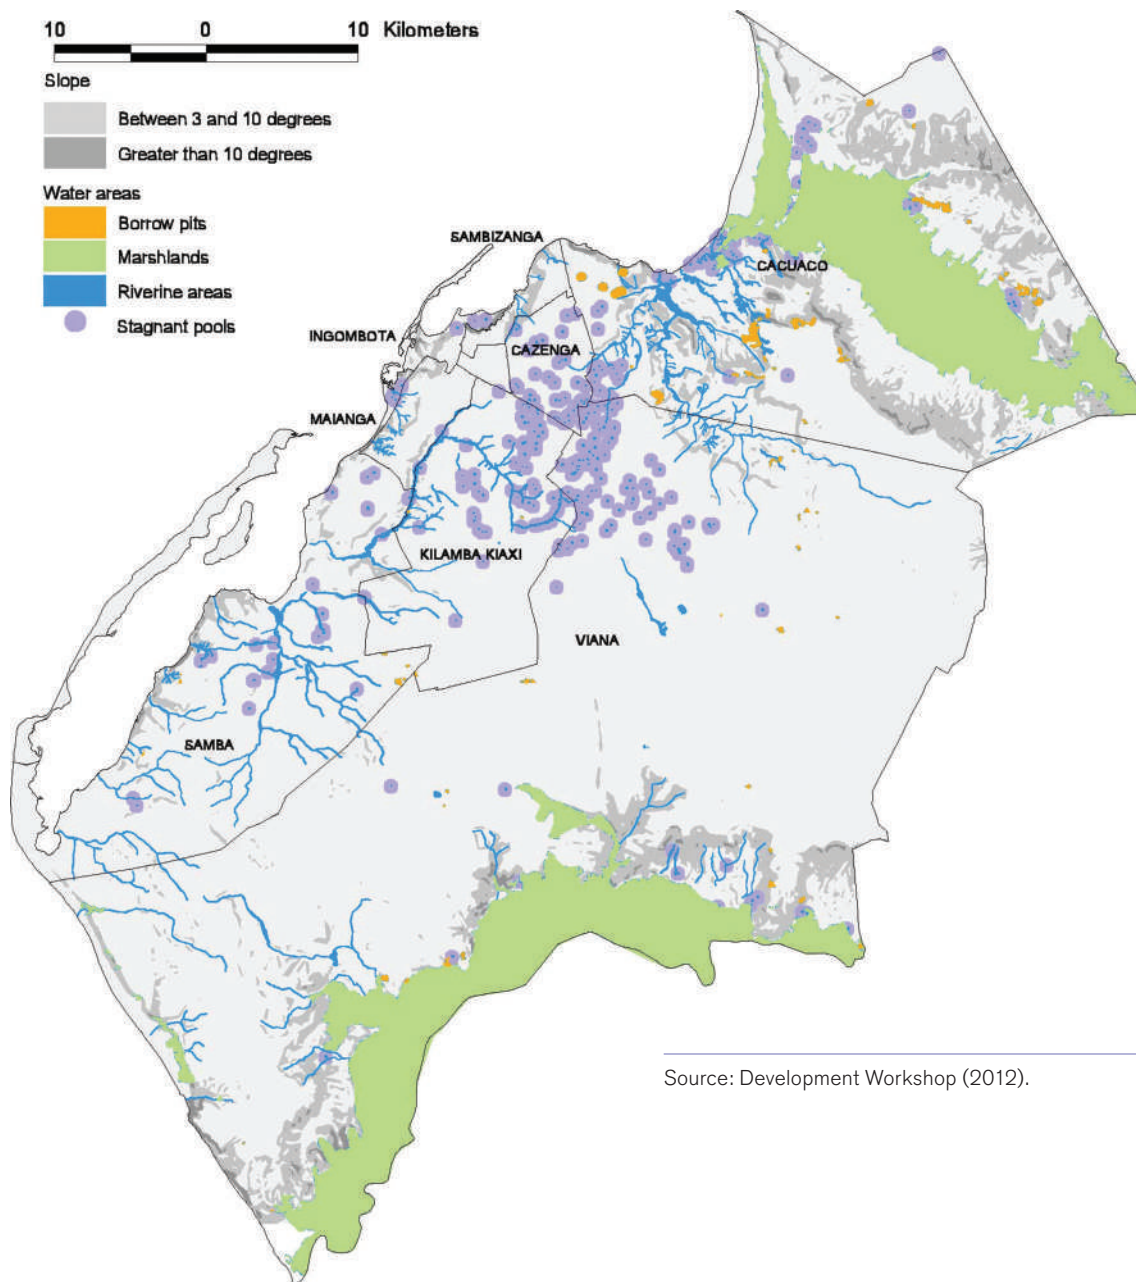 10 0 10 Kilometers
Slope
Between 3 and 10 degrees
Greater than 10 degrees
Water areas
Borrow pits
Marshlands
Riverine areas
Stagnant pools
SAMBIZANGA
CACUACO
INGOMBOTA
CAZENGA
MAIANGA
KILAMBA KIAXI
VIANA
SAMBA
Source: Development Workshop (2012).